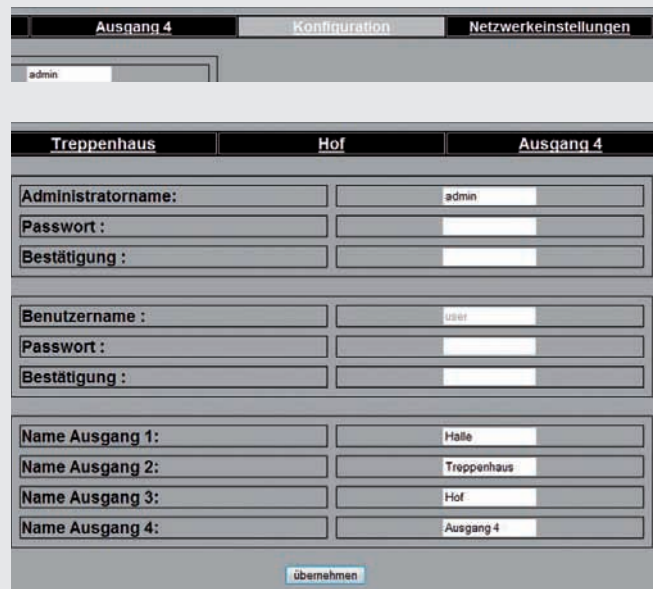 Ausgang 4 Konfiguration Netzwerkeinstellungen
admin
Treppenhaus Hof Ausgang 4
Administratorname: admin
Passwort :
Bestätigung :
Benutzername : user
Passwort :
Bestätigung :
Name Ausgang 1: Halle
Name Ausgang 2: Treppenhaus
Name Ausgang 3: Hof
Name Ausgang 4: Ausgang 4
übernehmen